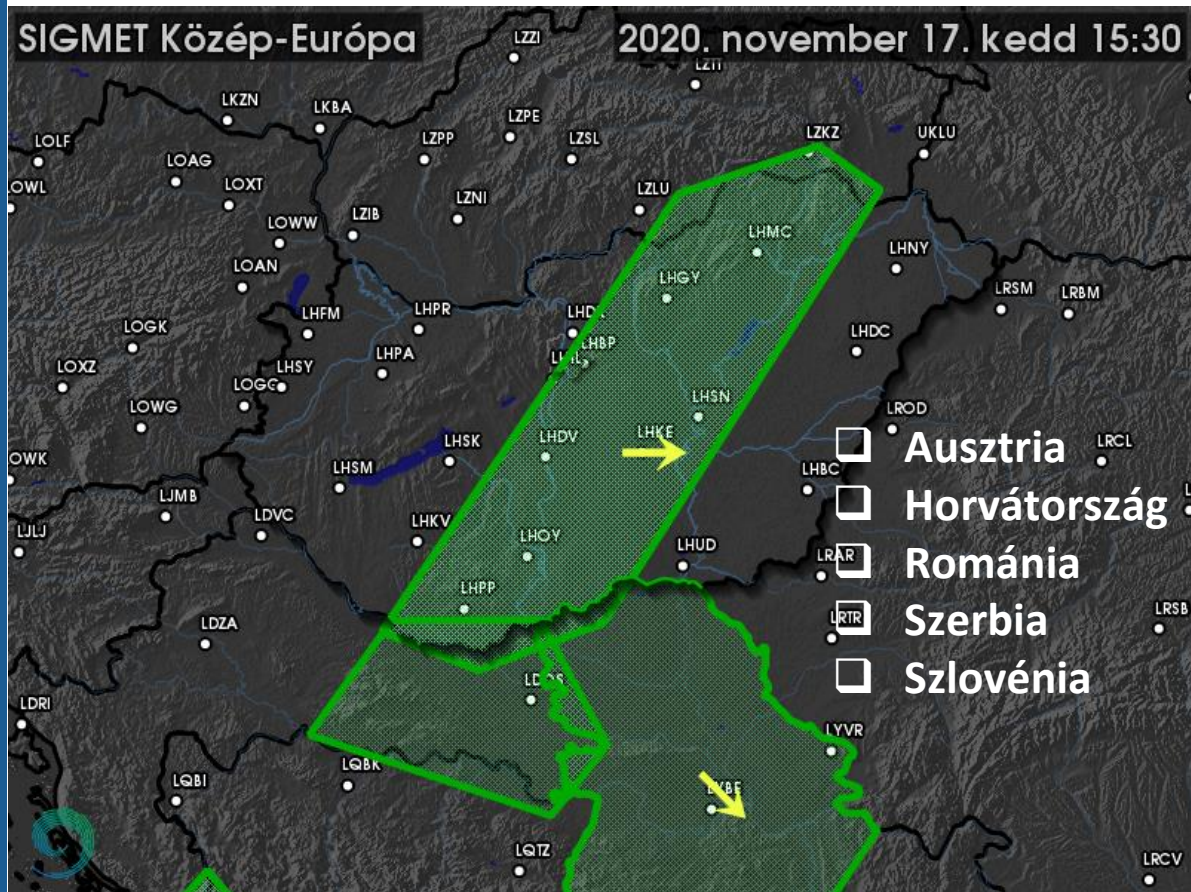 SIGMET Közép-Európa
2020. november 17. kedd 15:30
LZZI
LZTT
LKZN
LKBA
LZPP
LZPE
LZSL
LZKZ
UKLU
LOLF
LOAG
LOXT
LOWL
LZNI
LZLU
LOWW
LZIB
LHMC
LHNY
LOAN
LHGY
LRSM
LRBM
LHFM
LHPR
LOGK
LHBP
LHDC
LHPA
LOXZ
LHSY
LOGG
LHSN
LROD
LOWG
LHKE
LHDV
LHSK
LRCL
LHSM
LHBC
LJMB
LDVC
LHKV
LJLJ
LHOY
LHUD
LRAR
LHPP
LDZA
LRTR
LRSB
LDRI
LYVR
LQBI
LQBK
LYBE
LQTZ
LRCV
Ausztria
Horvátország
Románia
Szerbia
Szlovénia